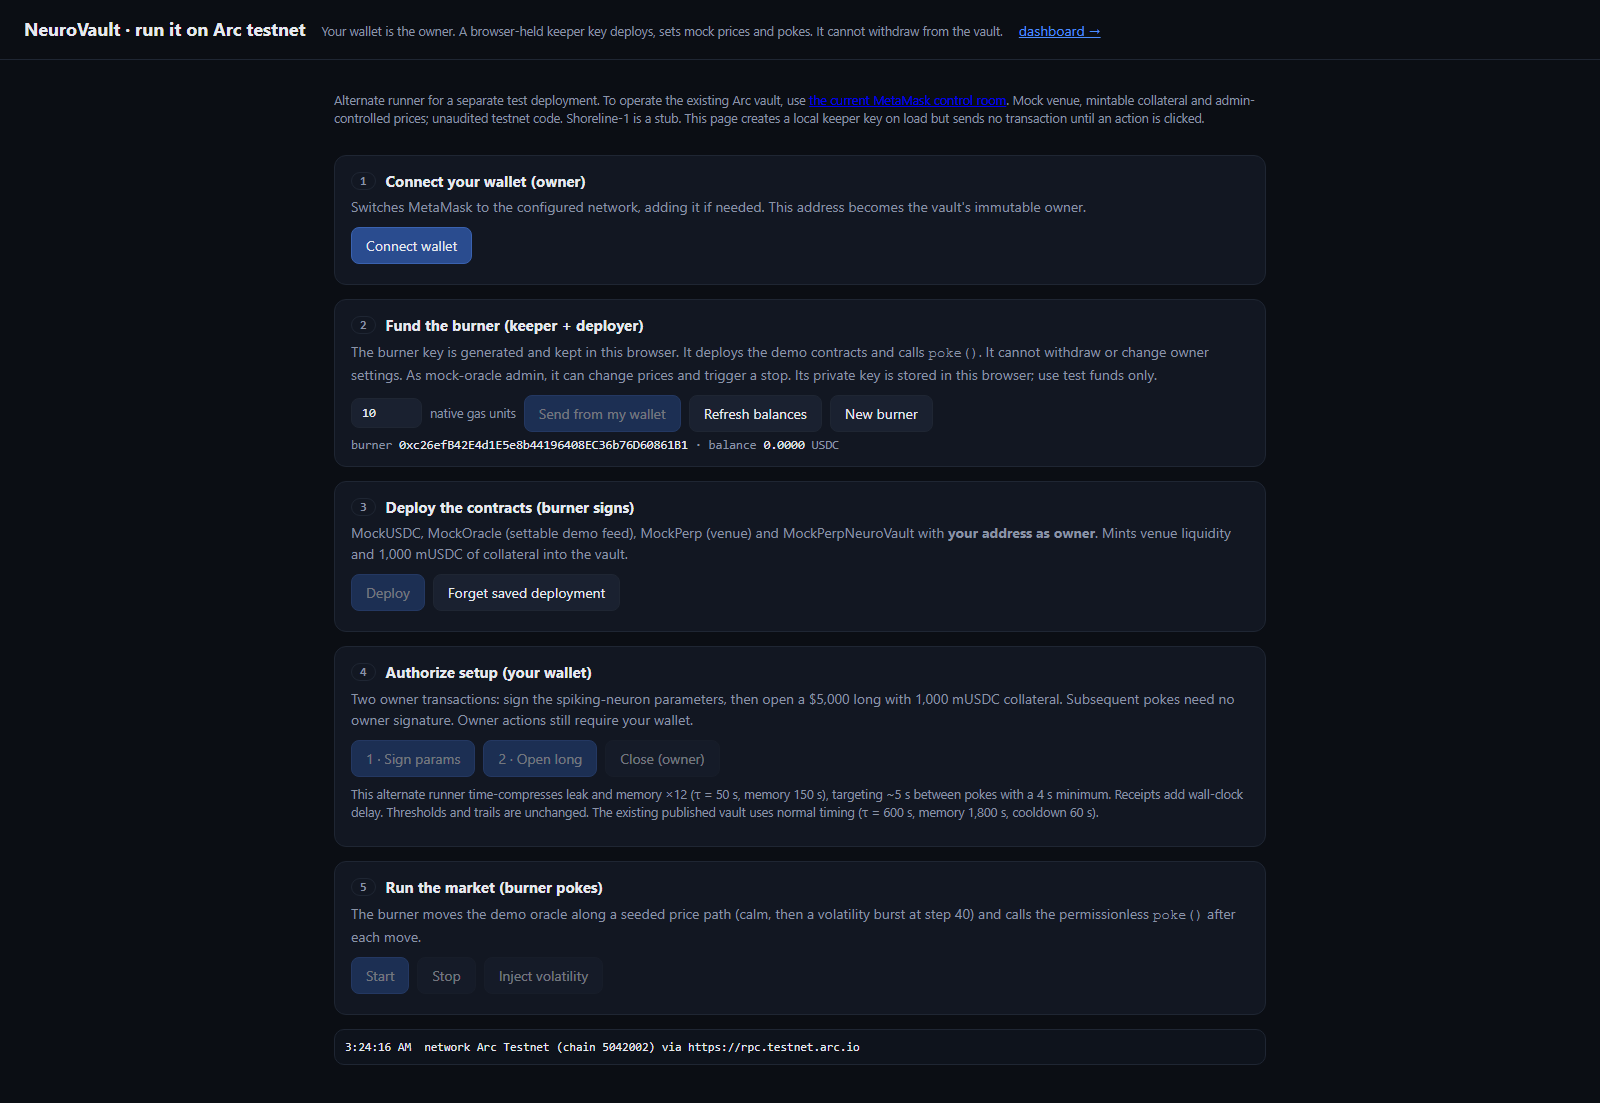 NeuroVault · run it on Arc testnet
Your wallet is the owner. A browser-held keeper key deploys, sets mock prices and pokes. It cannot withdraw from the vault.
dashboard →
Alternate runner for a separate test deployment. To operate the existing Arc vault, use the current MetaMask control room. Mock venue, mintable collateral and admin-
controlled prices; unaudited testnet code. Shoreline-1 is a stub. This page creates a local keeper key on load but sends no transaction until an action is clicked.
1 Connect your wallet (owner)
Switches MetaMask to the configured network, adding it if needed. This address becomes the vault's immutable owner.
Connect wallet
2 Fund the burner (keeper + deployer)
The burner key is generated and kept in this browser. It deploys the demo contracts and calls poke(). It cannot withdraw or change owner
settings. As mock-oracle admin, it can change prices and trigger a stop. Its private key is stored in this browser; use test funds only.
10 native gas units Send from my wallet Refresh balances New burner
burner 0xc26efB42E4d1E5e8b44196408EC36b76D60861B1 · balance 0.0000 USDC
3 Deploy the contracts (burner signs)
MockUSDC, MockOracle (settable demo feed), MockPerp (venue) and MockPerpNeuroVault with your address as owner. Mints venue liquidity
and 1,000 mUSDC of collateral into the vault.
Deploy Forget saved deployment
4 Authorize setup (your wallet)
Two owner transactions: sign the spiking-neuron parameters, then open a $5,000 long with 1,000 mUSDC collateral. Subsequent pokes need no
owner signature. Owner actions still require your wallet.
1 · Sign params 2 · Open long Close (owner)
This alternate runner time-compresses leak and memory ×12 (τ = 50 s, memory 150 s), targeting ~5 s between pokes with a 4 s minimum. Receipts add wall-clock
delay. Thresholds and trails are unchanged. The existing published vault uses normal timing (τ = 600 s, memory 1,800 s, cooldown 60 s).
5 Run the market (burner pokes)
The burner moves the demo oracle along a seeded price path (calm, then a volatility burst at step 40) and calls the permissionless poke() after
each move.
Start Stop Inject volatility
3:24:16 AM network Arc Testnet (chain 5042002) via https://rpc.testnet.arc.io